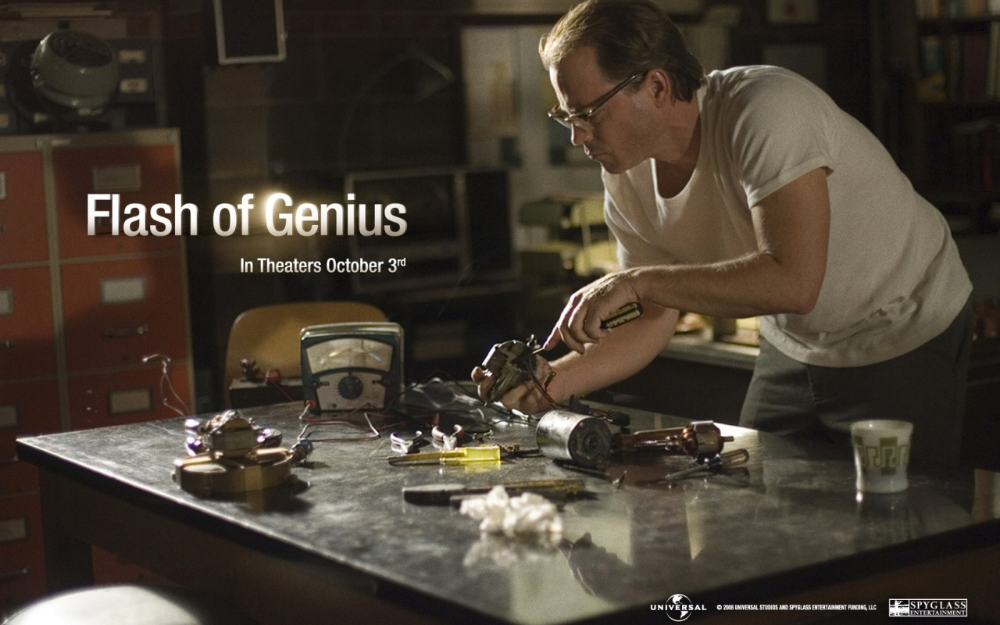 Flash of Genius
In Theaters October 3rd
UNIVERSAL
© 2008 UNIVERSAL STUDIOS AND SPYGLASS ENTERTAINMENT FUNDING, LLC
SPYGLASS
ENTERTAINMENT